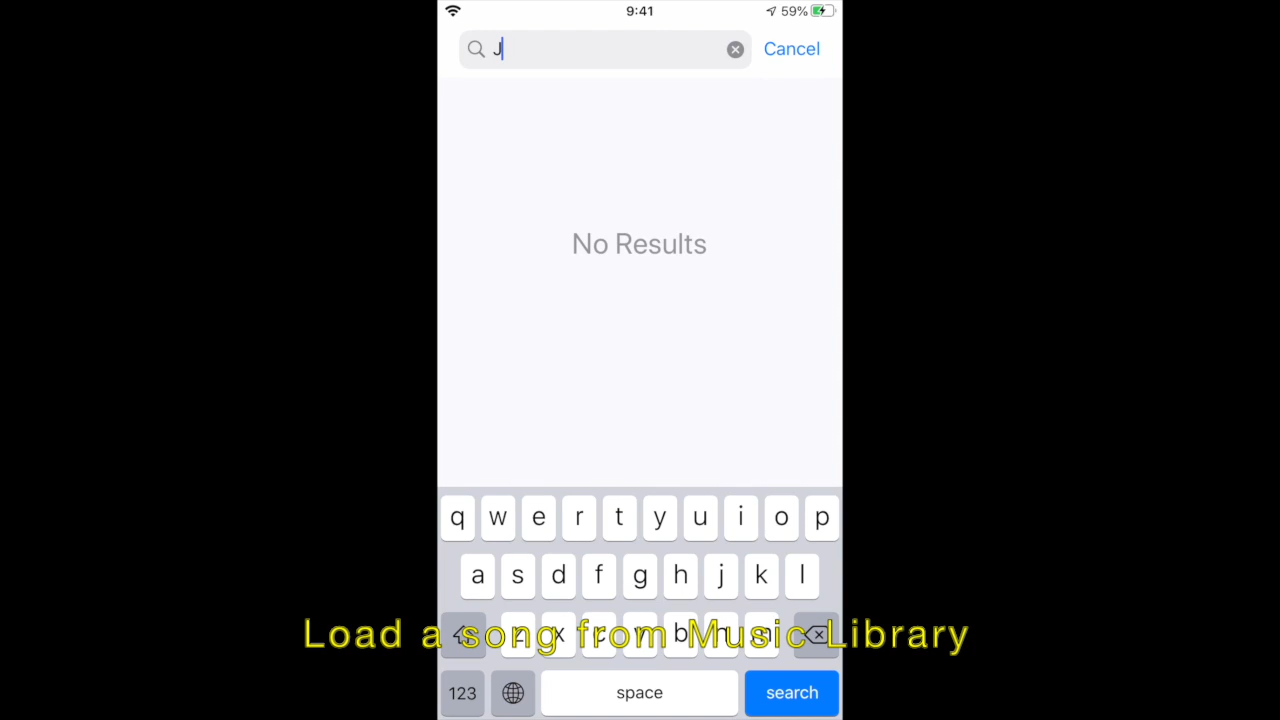 9:41
59%
J
Cancel
No Results
q w e r t y u i o p
a s d f g h j k l
z x c v b n m
Load a song from Music Library
123
space
search